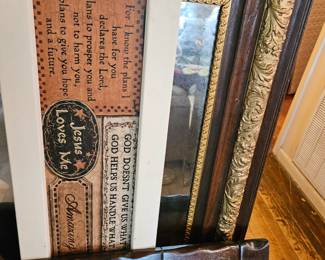 For I know the plans
have for you
declares the Lord,
plans to prosper you and
not to harm you,
plans to give you hope
and a future.
Jesus
Loves Me
GOD DOESN'T GIVE US WHAT
GOD HELPS US HANDLE WHAT